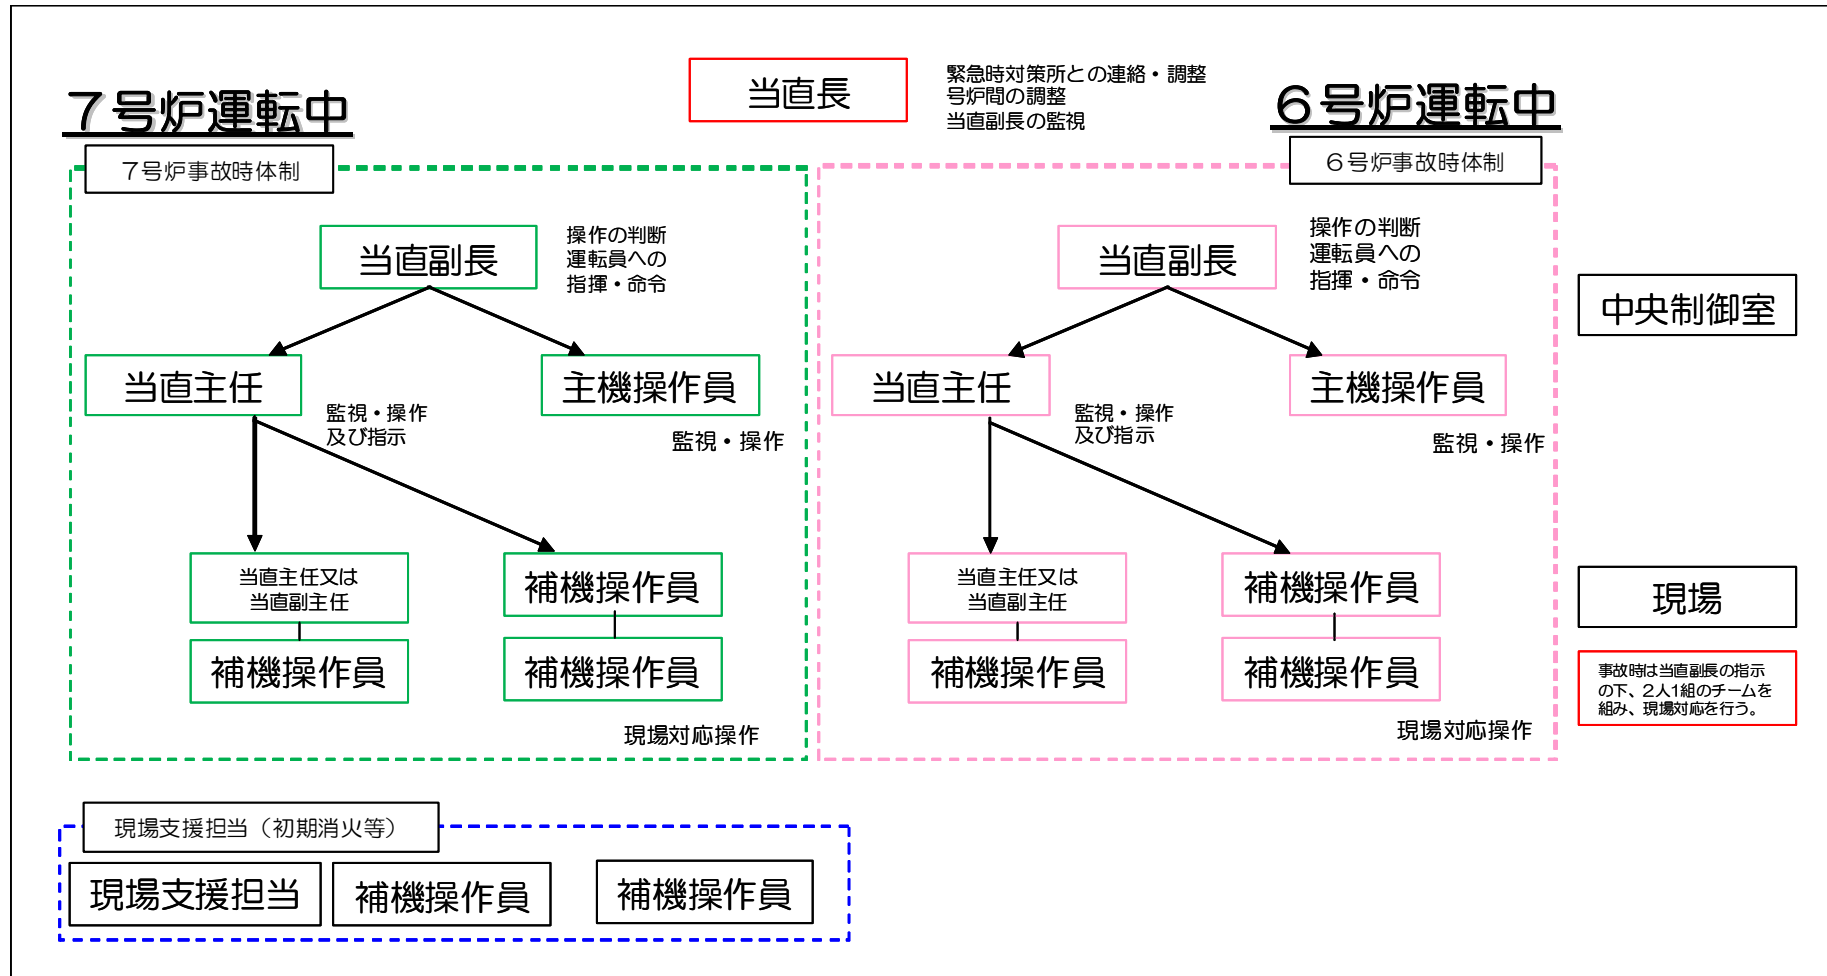 当直長
緊急時対策所との連絡・調整
号炉間の調整
当直副長の監視
７号炉運転中
６号炉運転中
７号炉事故時体制
当直副長
操作の判断
運転員への
指揮・命令
当直主任
主機操作員
監視・操作
及び指示
監視・操作
当直主任又は
当直副主任
補機操作員
補機操作員
補機操作員
現場対応操作
６号炉事故時体制
当直副長
操作の判断
運転員への
指揮・命令
当直主任
主機操作員
監視・操作
及び指示
監視・操作
当直主任又は
当直副主任
補機操作員
補機操作員
補機操作員
現場対応操作
中央制御室
現場
事故時は当直副長の指示
の下、2人1組のチームを
組み、現場対応を行う。
現場支援担当（初期消火等）
現場支援担当
補機操作員
補機操作員